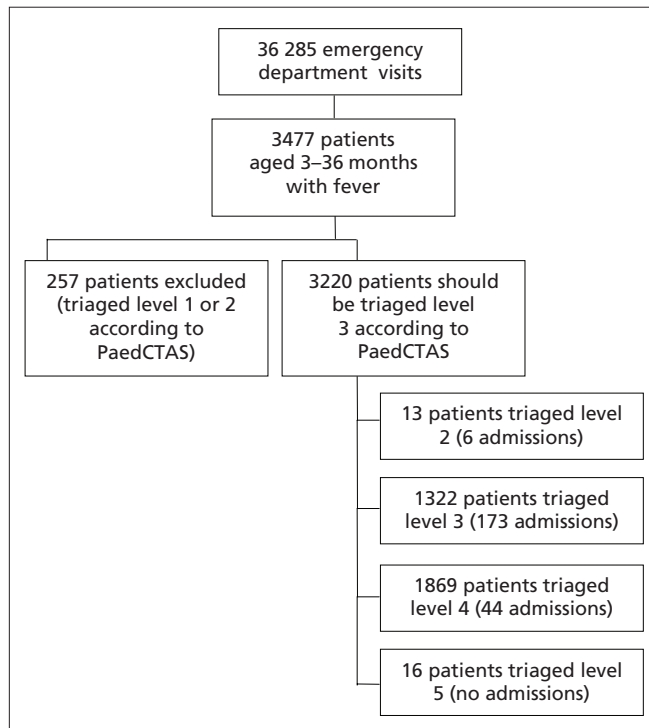 36 285 emergency
department visits
3477 patients
aged 3–36 months
with fever
257 patients excluded
(triaged level 1 or 2
according to
PaedCTAS)
3220 patients should
be triaged level
3 according to
PaedCTAS
13 patients triaged level
2 (6 admissions)
1322 patients triaged
level 3 (173 admissions)
1869 patients triaged
level 4 (44 admissions)
16 patients triaged level
5 (no admissions)